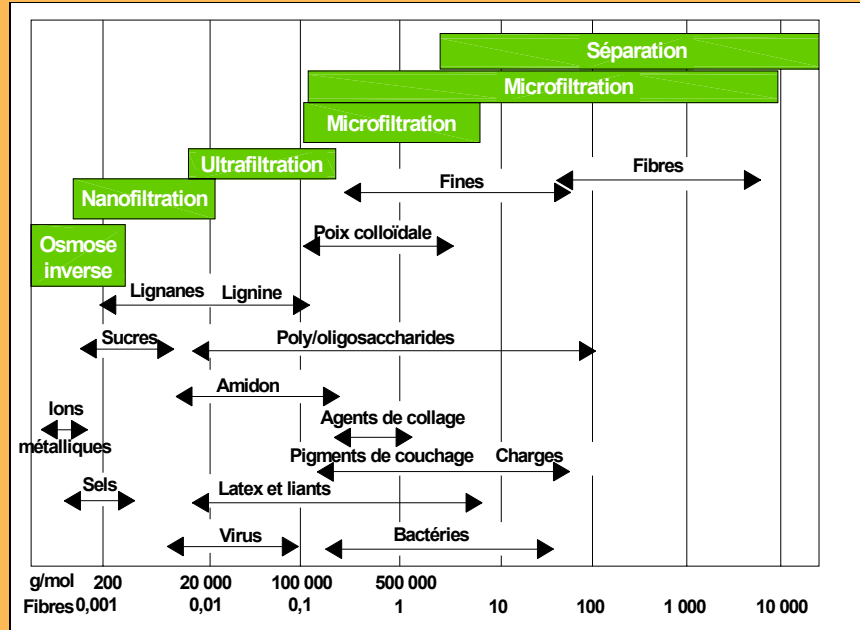 Séparation
Microfiltration
Microfiltration
Ultrafiltration
Fibres
Fines
Nanofiltration
Poix colloïdale
Osmose
inverse
Lignanes Lignine
Sucres
Poly/oligosaccharides
Amidon
Ions
métalliques
Agents de collage
Pigments de couchage Charges
Sels
Latex et liants
Virus
Bactéries
g/mol 200 20 000 100 000 500 000
Fibres 0,001 0,01 0,1 1 10 100 1 000 10 000